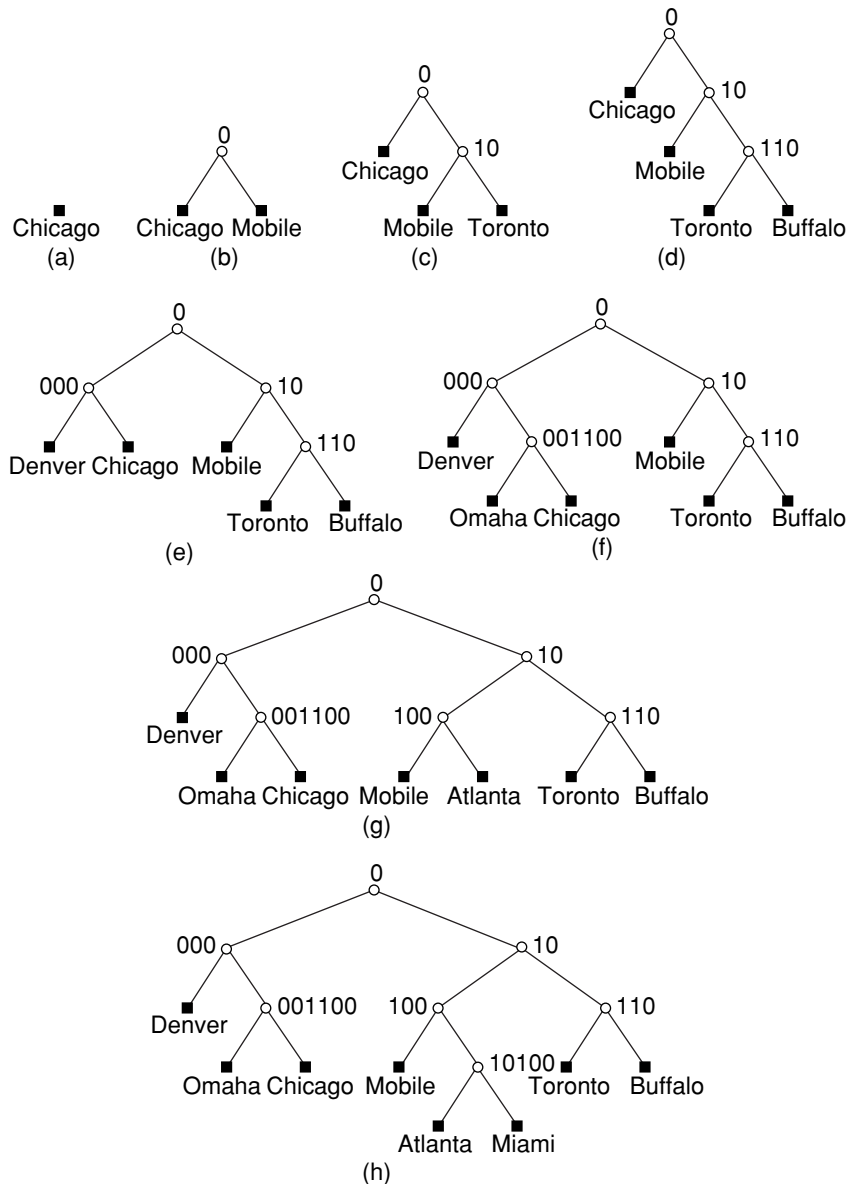 0
0
10
Chicago
0
Chicago
10
Mobile
110
Chicago
Chicago Mobile
Mobile Toronto
Toronto Buffalo
(a)
(b)
(c)
(d)
0
0
000
10
000
10
Denver Chicago Mobile
110
Denver
001100
Mobile
110
Toronto Buffalo
Omaha Chicago
Toronto Buffalo
(e)
(f)
0
000
10
Denver
001100
100
110
Omaha Chicago Mobile Atlanta Toronto Buffalo
(g)
0
000
10
Denver
001100
100
110
Omaha Chicago Mobile
10100
Toronto Buffalo
Atlanta Miami
(h)